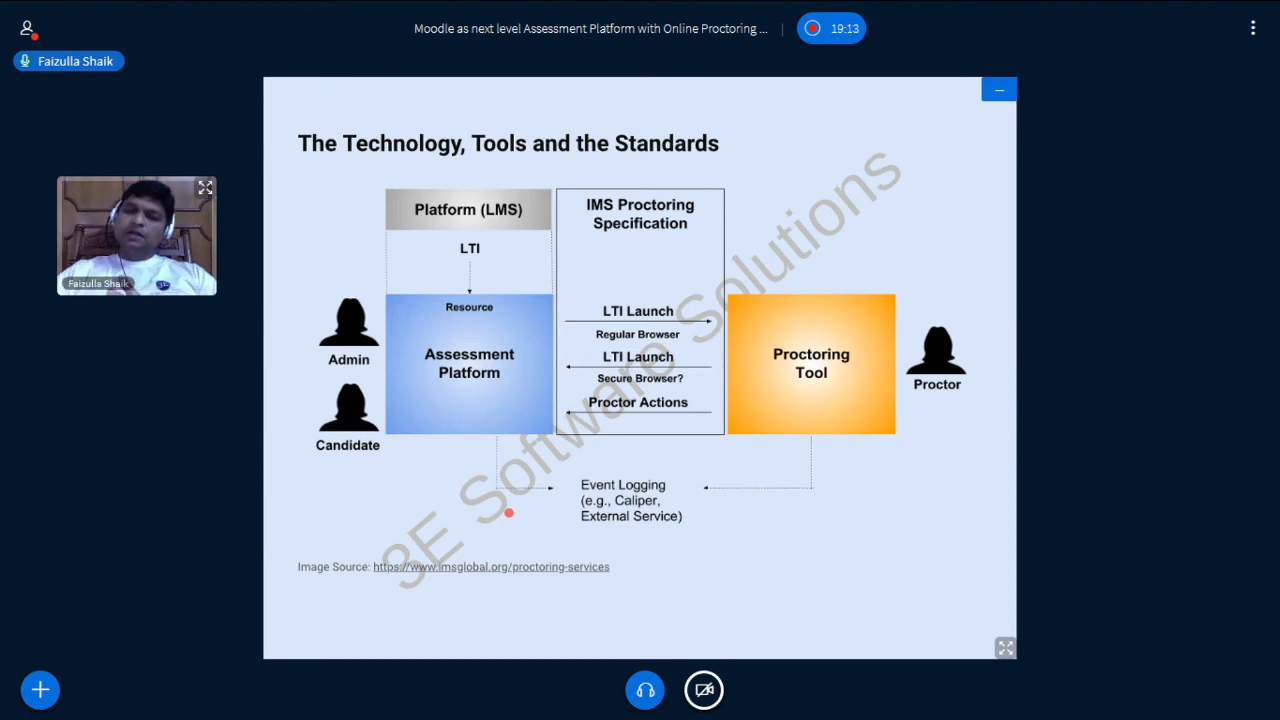 Moodle as next level Assessment Platform with Online Proctoring ...
19:13
Faizulla Shaik
Faizulla Shaik
The Technology, Tools and the Standards
Platform (LMS)
LTI
IMS Proctoring
Specification
Resource
Assessment
Platform
LTI Launch
Regular Browser
LTI Launch
Secure Browser?
Proctor Actions
Proctoring
Tool
Admin
Candidate
Proctor
Event Logging
(e.g., Caliper,
External Service)
3E Software Solutions
Image Source: https://www.imsglobal.org/proctoring-services